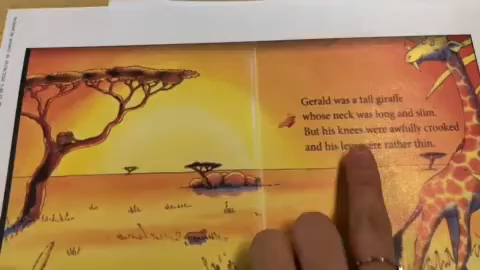 Gerald was a tall giraffe
whose neck was long and slim.
But his knees were awfully crooked
and his were rather thin.